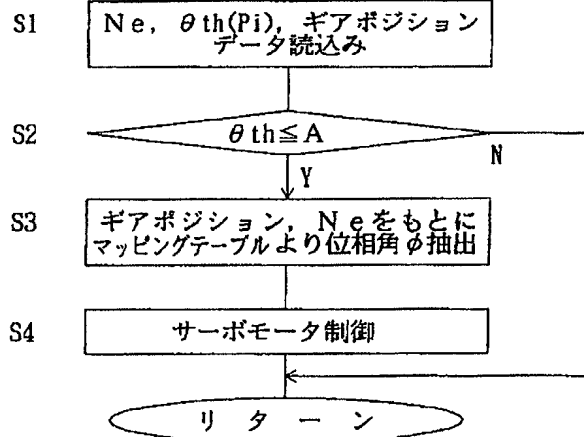 S1 Ne, θth(Pi), ギアポジション
データ読込み
S2 θth≦A
N
Y
S3 ギアポジション, Neをもとに
マッピングテーブルより位相角φ抽出
S4 サーボモータ制御
リターン